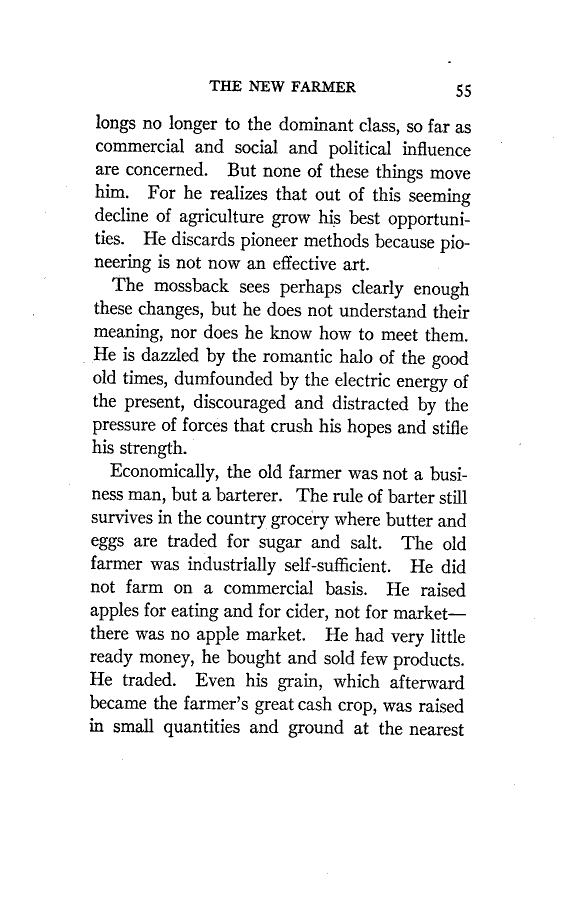 THE NEW FARMER 55
longs no longer to the dominant class, so far as
commercial and social and political influence
are concerned. But none of these things move
him. For he realizes that out of this seeming
decline of agriculture grow his best opportuni-
ties. He discards pioneer methods because pio-
neering is not now an effective art.
The mossback sees perhaps clearly enough
these changes, but he does not understand their
meaning, nor does he know how to meet them.
He is dazzled by the romantic halo of the good
old times, dumfounded by the electric energy of
the present, discouraged and distracted by the
pressure of forces that crush his hopes and stifle
his strength.
Economically, the old farmer was not a busi-
ness man, but a barterer. The rule of barter still
survives in the country grocery where butter and
eggs are traded for sugar and salt. The old
farmer was industrially self-sufficient. He did
not farm on a commercial basis. He raised
apples for eating and for cider, not for market—
there was no apple market. He had very little
ready money, he bought and sold few products.
He traded. Even his grain, which afterward
became the farmer's great cash crop, was raised
in small quantities and ground at the nearest